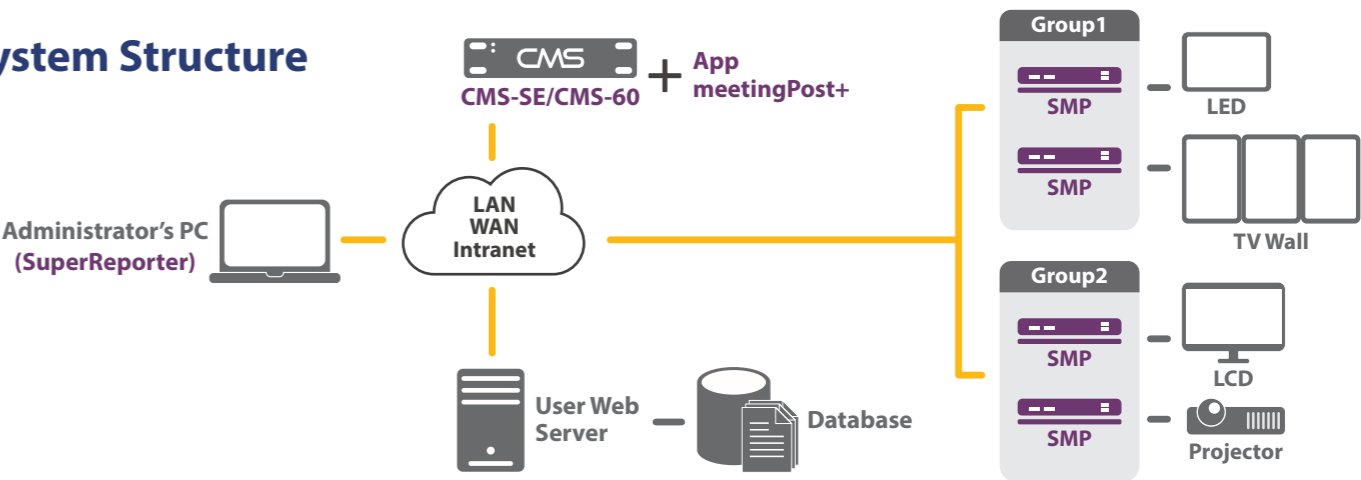 ystem Structure
CMS
CMS-SE/CMS-60
App
meetingPost+
Administrator's PC
(SuperReporter)
LAN
WAN
Intranet
User Web
Server
Database
Group1
SMP
LED
SMP
TV Wall
Group2
SMP
LCD
SMP
Projector